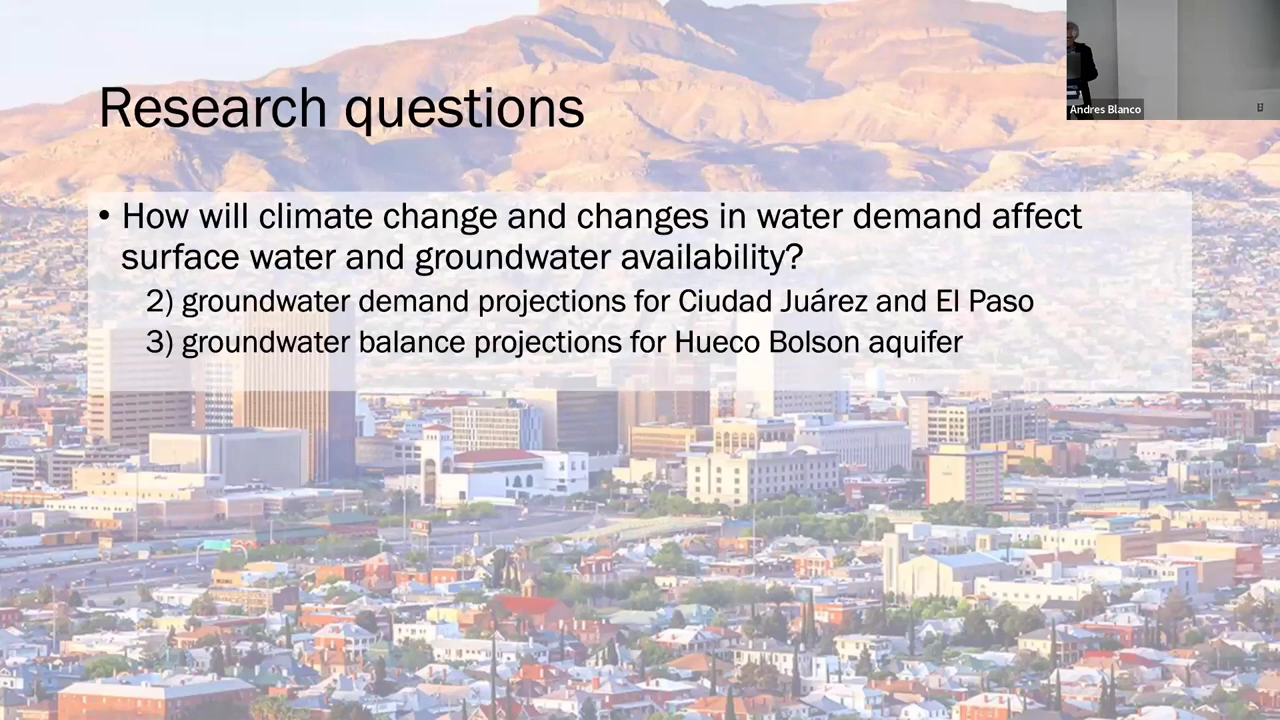 Research questions
Andres Blanco
• How will climate change and changes in water demand affect
surface water and groundwater availability?
2) groundwater demand projections for Ciudad Juárez and El Paso
3) groundwater balance projections for Hueco Bolson aquifer